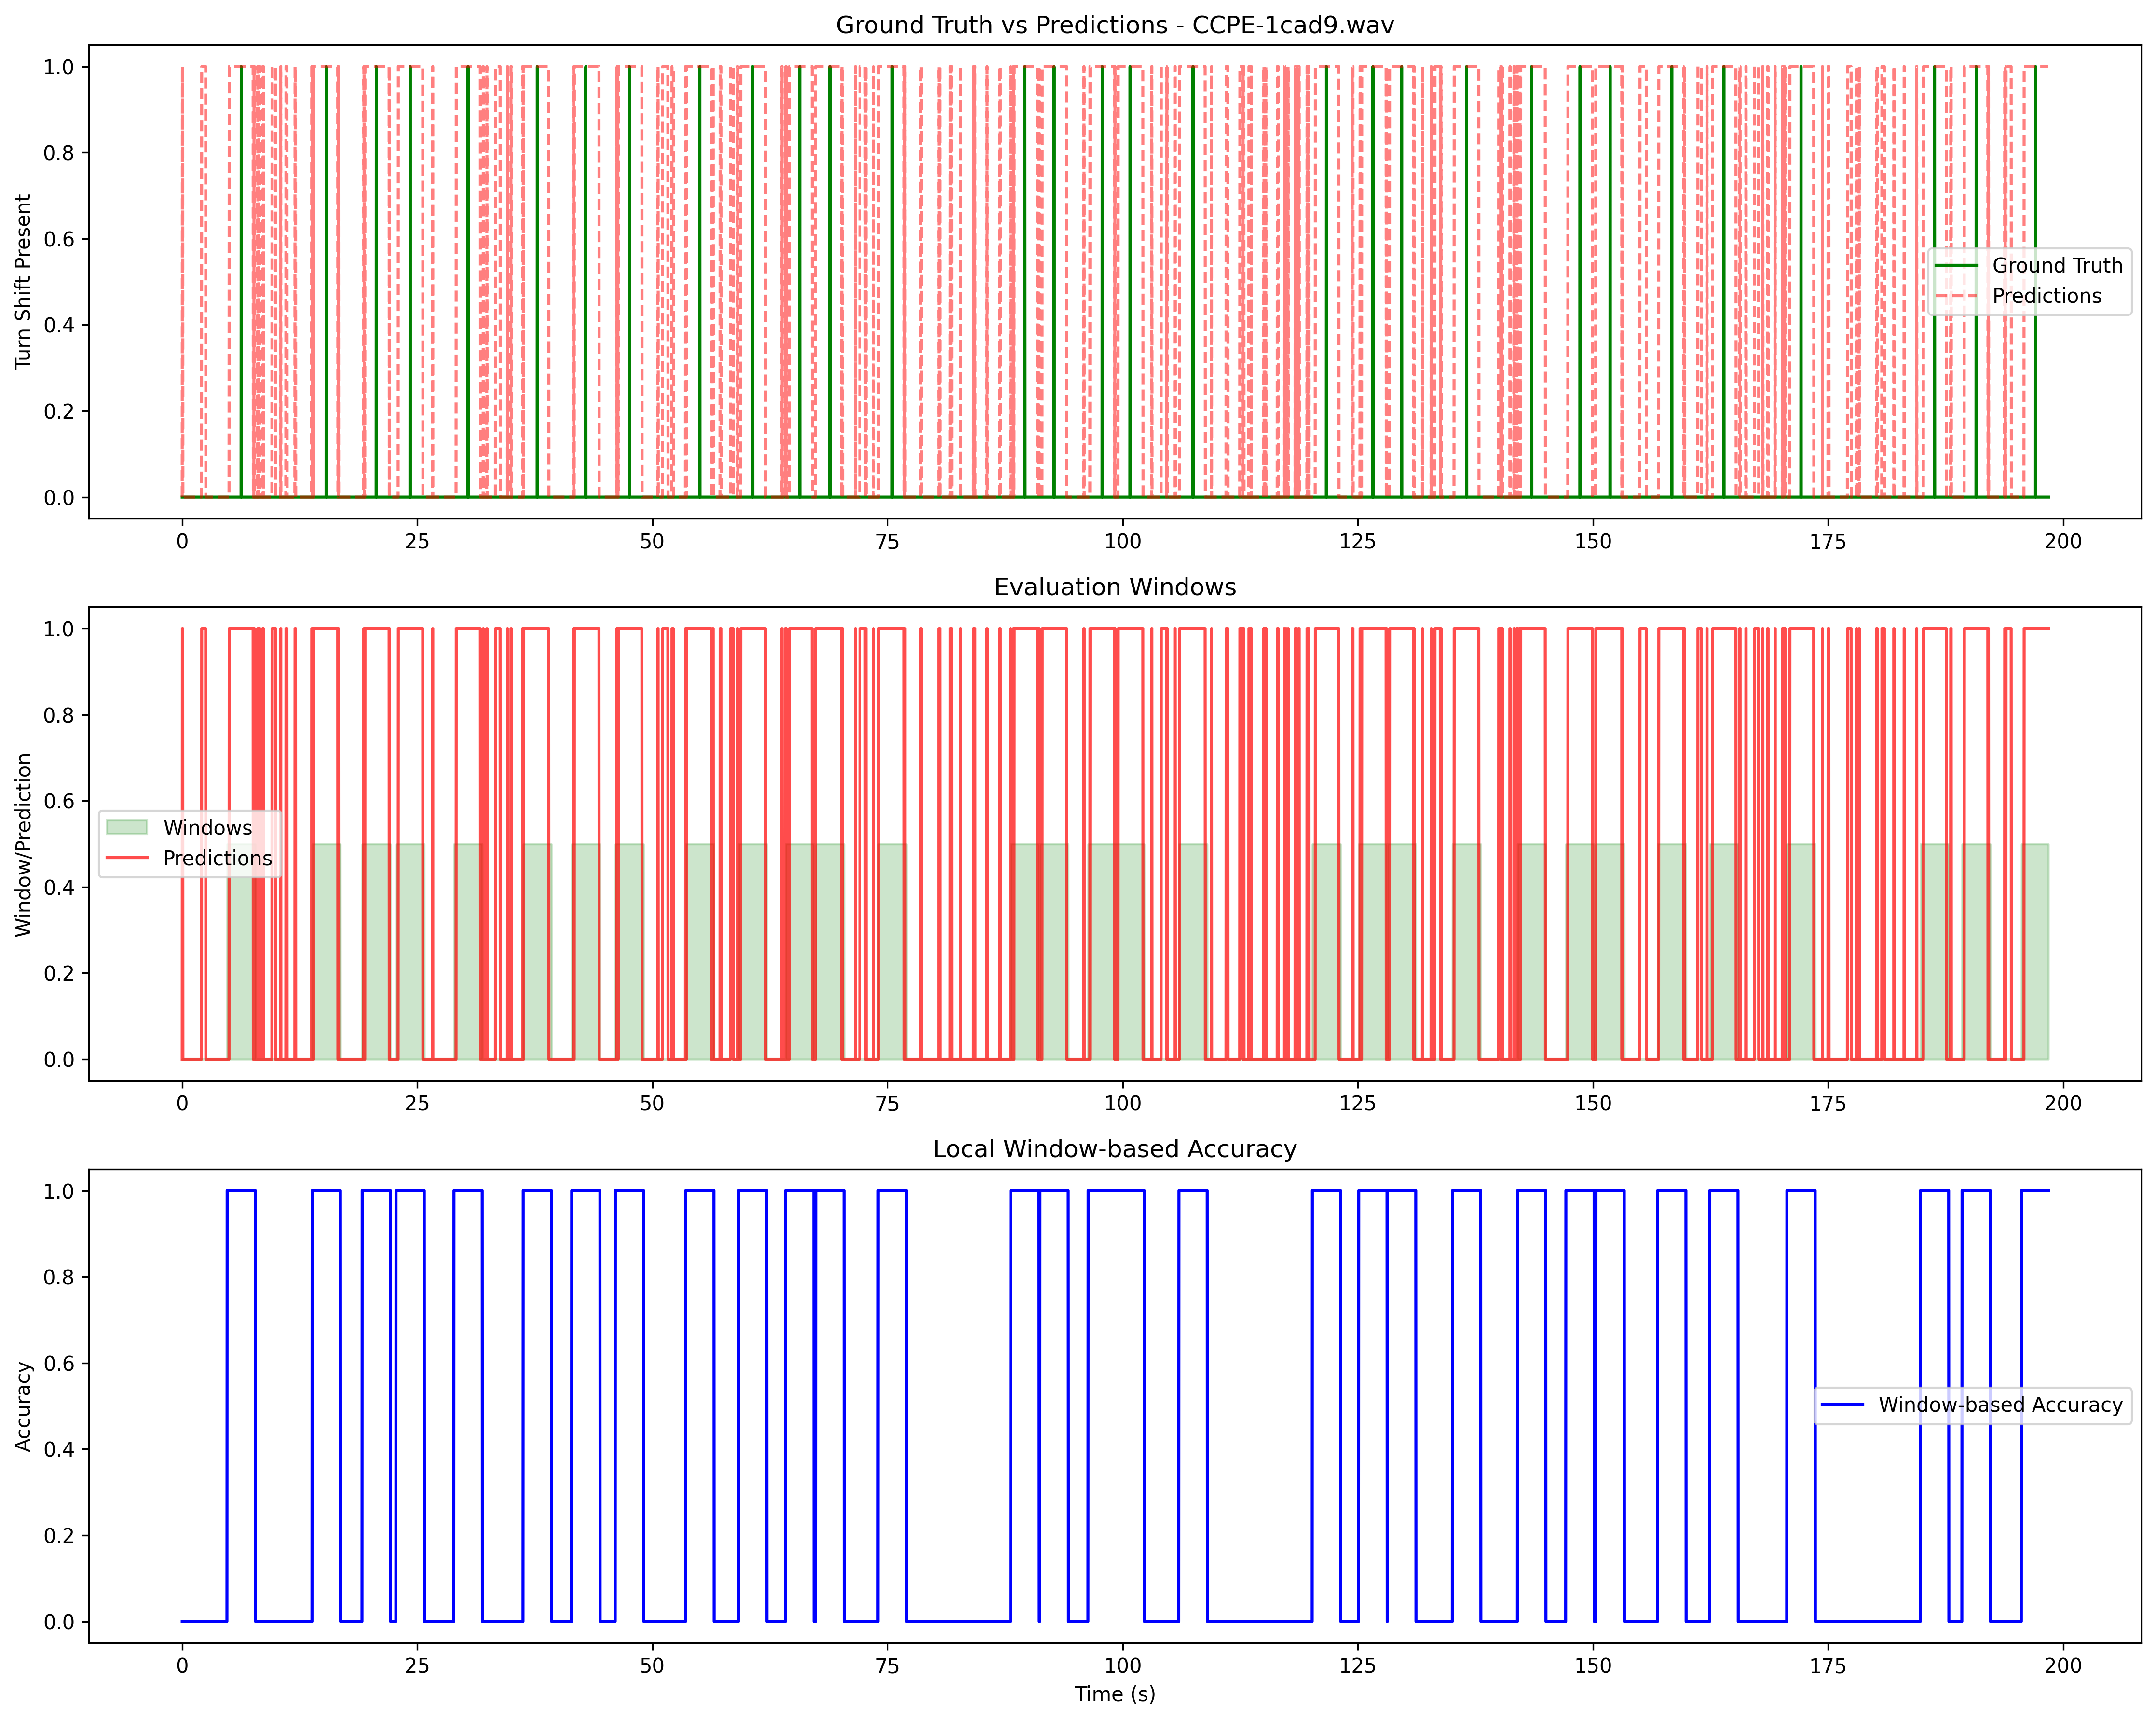 Ground Truth vs Predictions - CCPE-1cad9.wav
1.0
0.8
0.6
0.4
0.2
0.0
Turn Shift Present
Ground Truth
Predictions
0 25 50 75 100 125 150 175 200
Evaluation Windows
1.0
0.8
0.6
0.4
0.2
0.0
Window/Prediction
Windows
Predictions
0 25 50 75 100 125 150 175 200
Local Window-based Accuracy
1.0
0.8
0.6
0.4
0.2
0.0
Accuracy
Window-based Accuracy
0 25 50 75 100 125 150 175 200
Time (s)